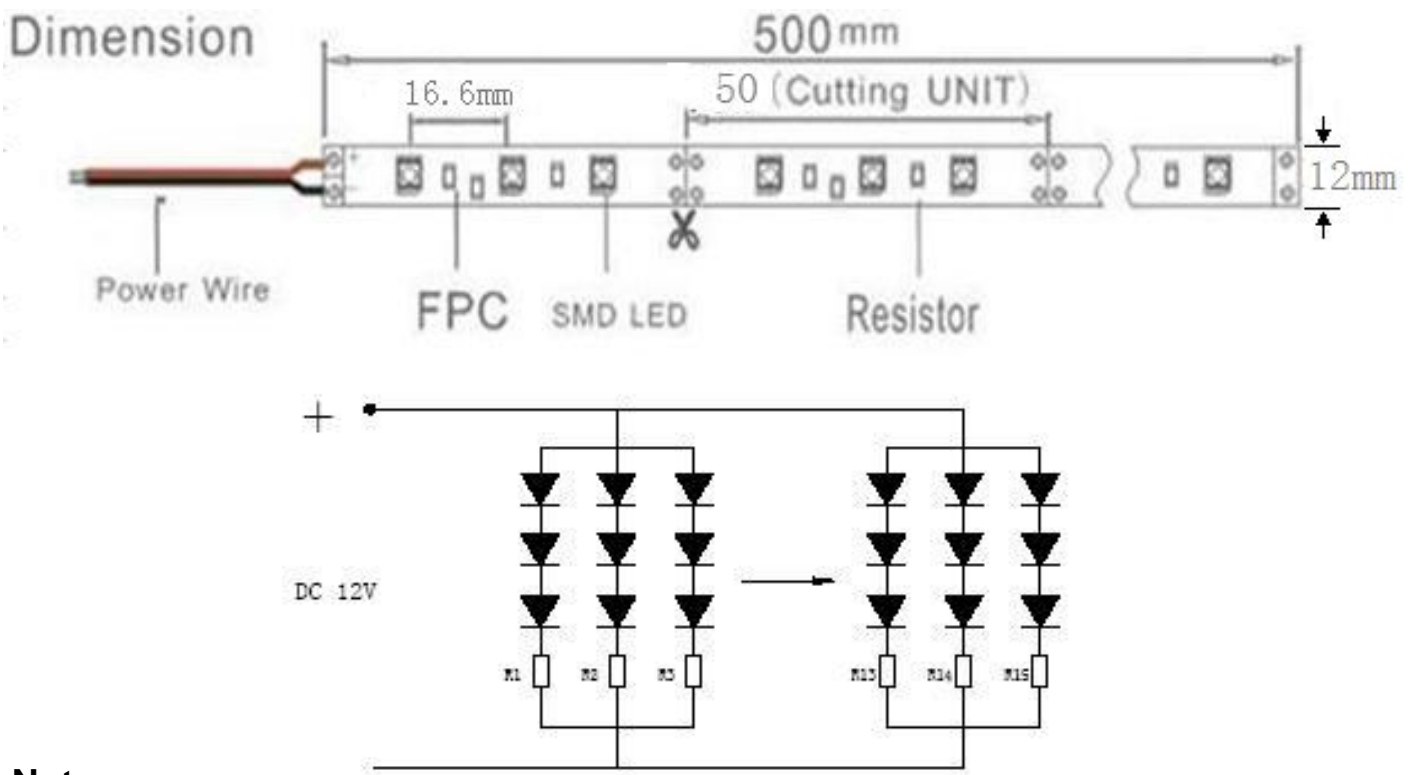 Dimension
500mm
16.6mm
50 (Cutting UNIT)
+
12mm
Power Wire
FPC
SMD LED
Resistor
+
DC 12V
R1
R2
R3
R13
R14
R15